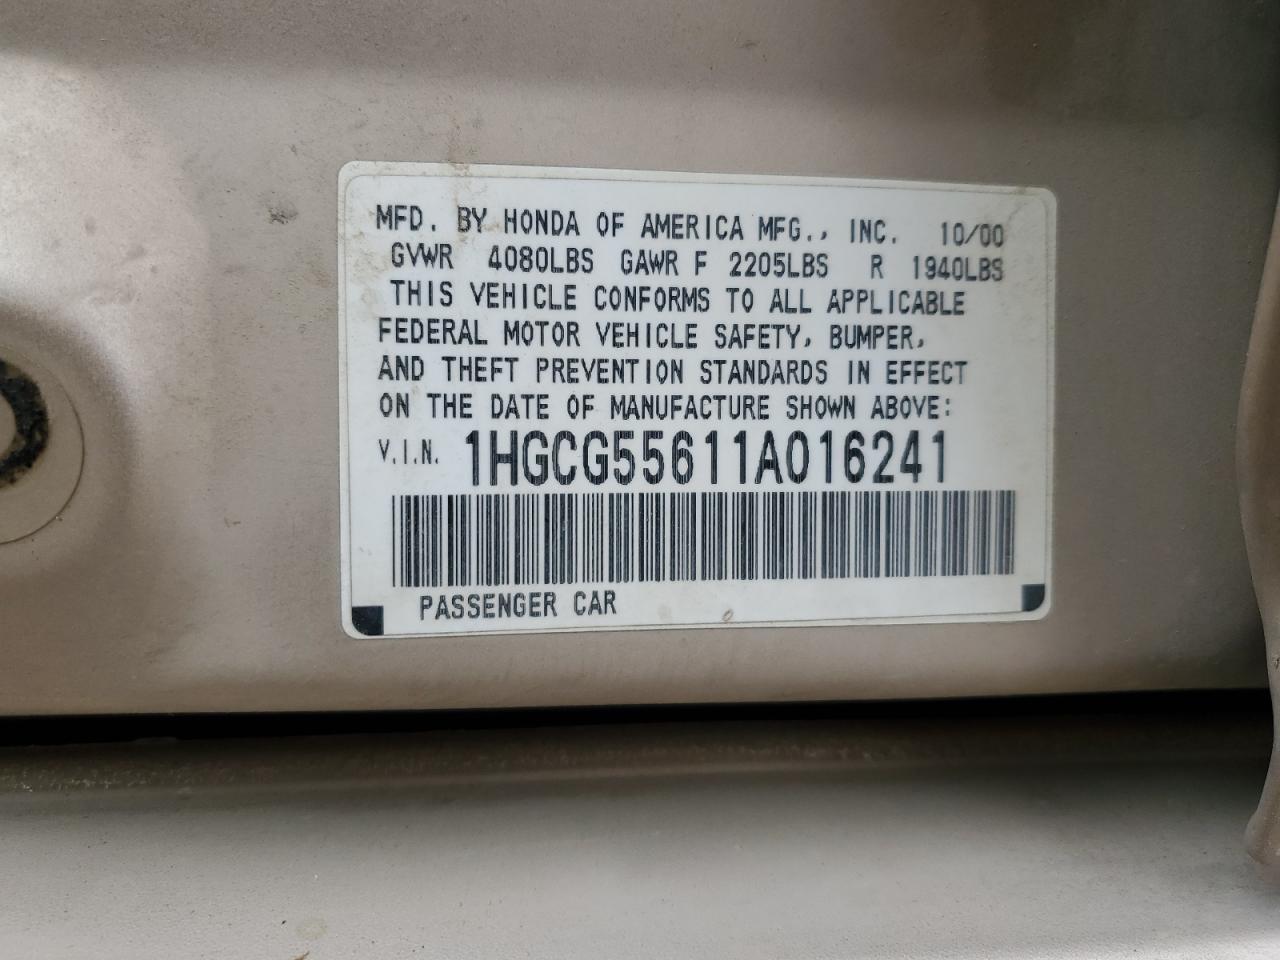 MFD. BY HONDA OF AMERICA MFG., INC. 10/00
GVWR 4080LBS GAWR F 2205LBS R 1940LBS
THIS VEHICLE CONFORMS TO ALL APPLICABLE
FEDERAL MOTOR VEHICLE SAFETY, BUMPER,
AND THEFT PREVENTION STANDARDS IN EFFECT
ON THE DATE OF MANUFACTURE SHOWN ABOVE:
V.I.N. 1HGCG55611A016241
PASSENGER CAR